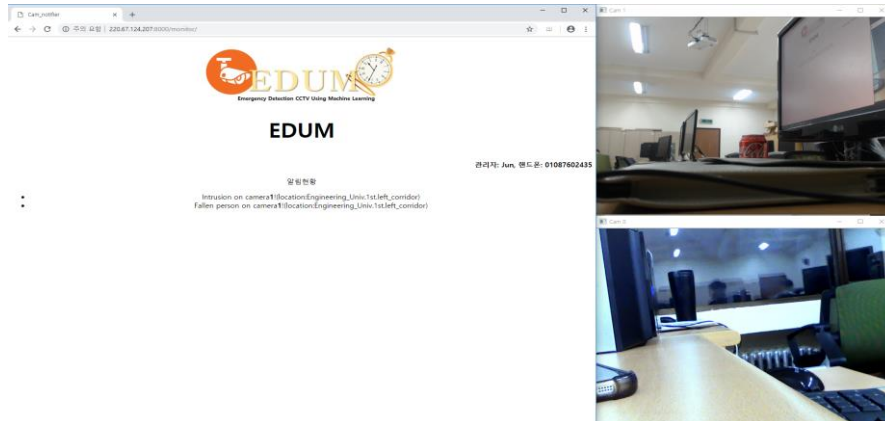 Cam_notifier
주의 요함 | 220.67.124.207:8000/monitor/
EDUM
Emergency Detection CCTV Using Machine Learning
EDUM
관리자: Jun, 핸드폰: 01087602435
알림현황
Intrusion on camera1!(location:Engineering_Univ.1st.left_corridor)
Fallen person on camera1!(location:Engineering_Univ.1st.left_corridor)
Cam 1
Cam 0